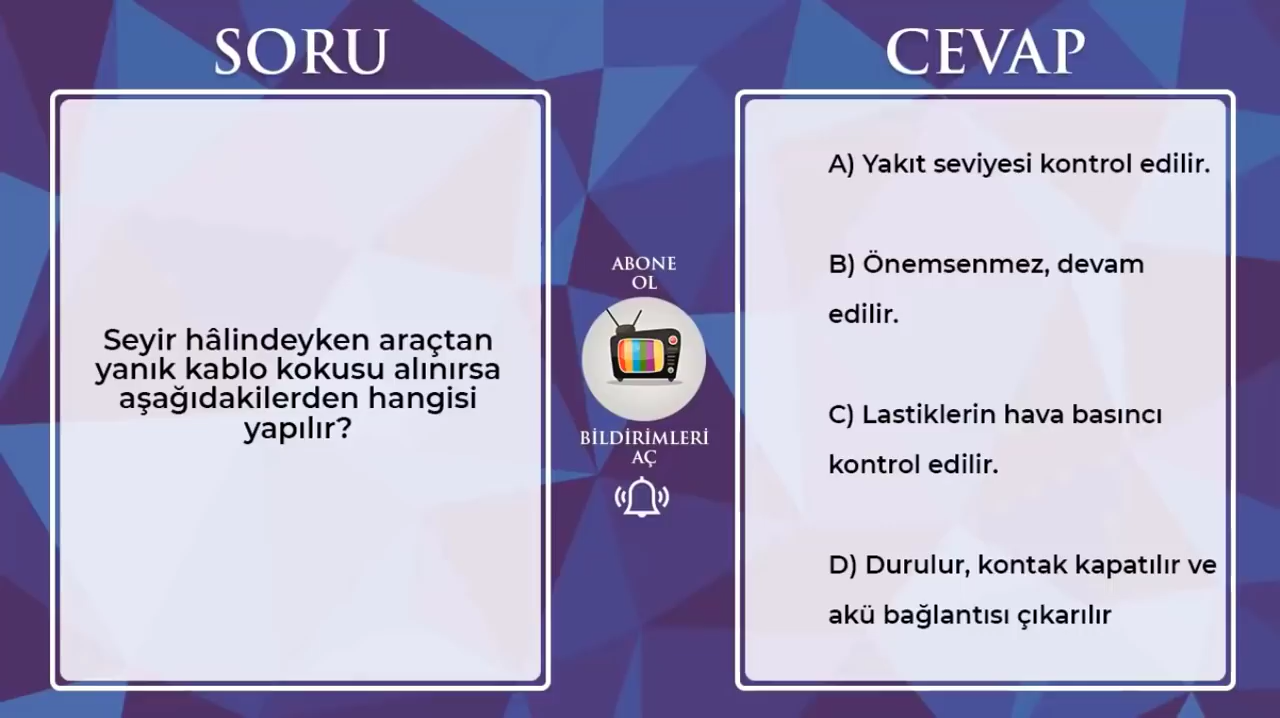 SORU
Seyir hâlindeyken araçtan
yanık kablo kokusu alınırsa
aşağıdakilerden hangisi
yapılır?
ABONE
OL
BİLDİRİMLERİ
AÇ
CEVAP
A) Yakıt seviyesi kontrol edilir.
B) Önemsenmez, devam
edilir.
C) Lastiklerin hava basıncı
kontrol edilir.
D) Durulur, kontak kapatılır ve
akü bağlantısı çıkarılır